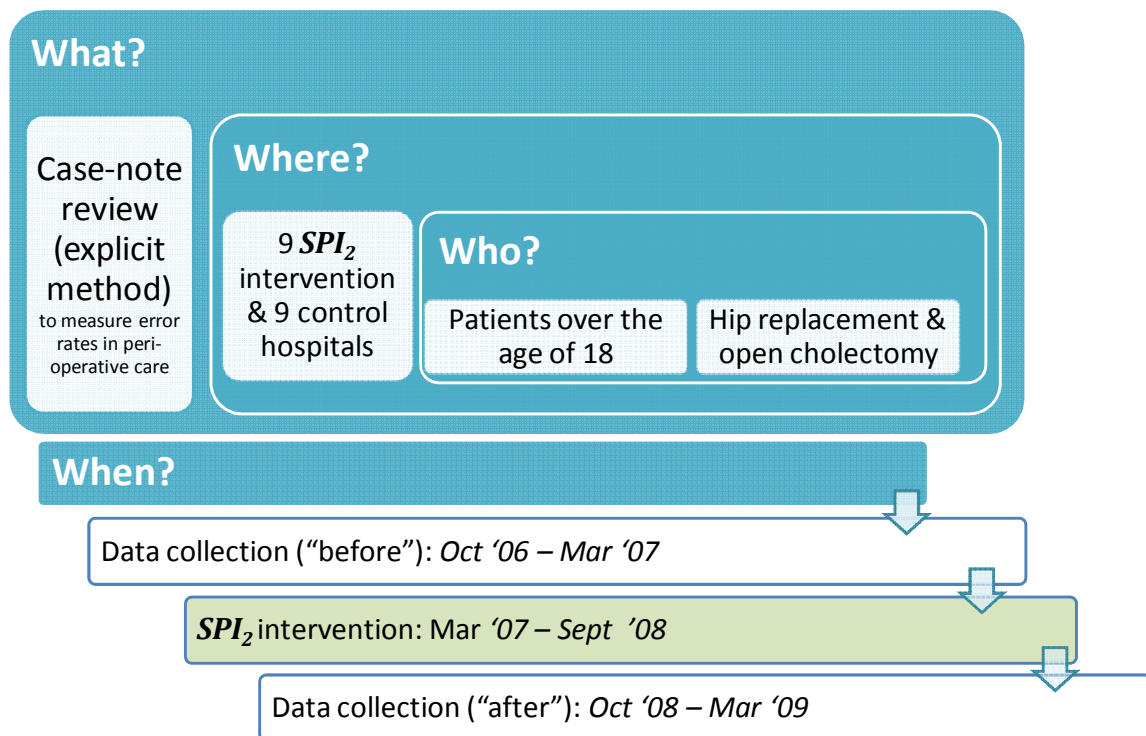 What?
Case-note
review
(explicit
method)
to measure error
rates in peri-
operative care
Where?
9 SPI₂
intervention
& 9 control
hospitals
Who?
Patients over the
age of 18
Hip replacement &
open cholectomy
When?
Data collection (“before”): Oct ‘06 – Mar ‘07
SPI₂ intervention: Mar ‘07 – Sept ’08
Data collection (“after”): Oct ‘08 – Mar ‘09